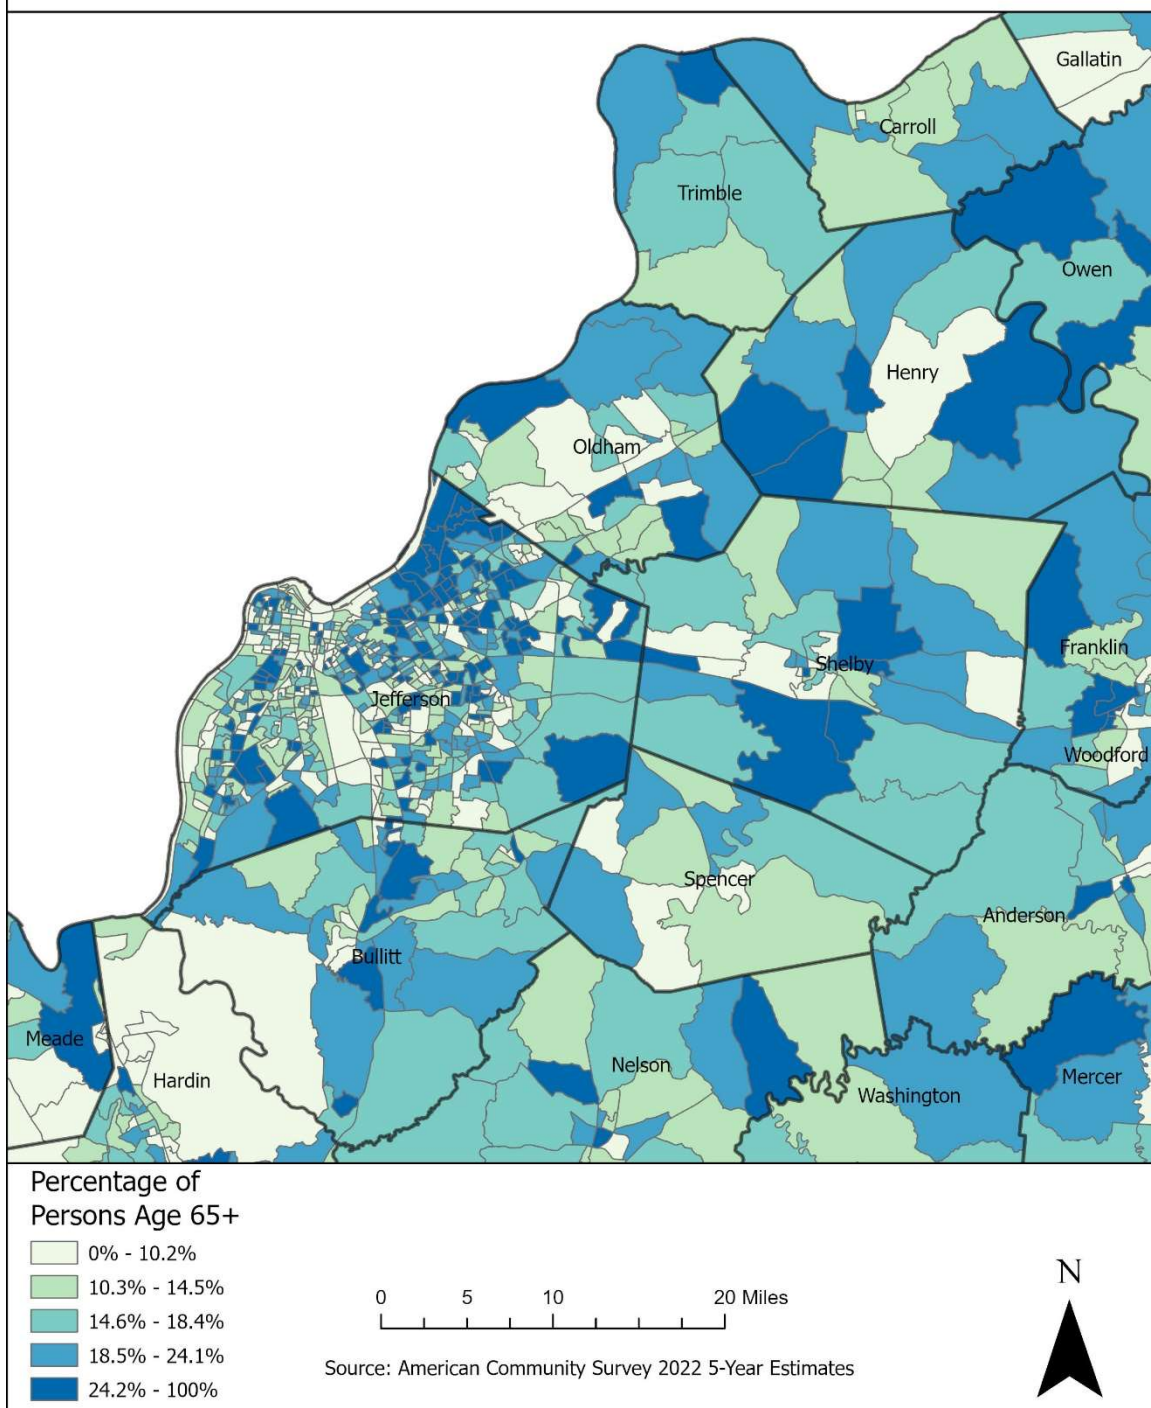 Gallatin
Carroll
Trimble
Owen
Henry
Oldham
Franklin
Shelby
Jefferson
Woodford
Spencer
Anderson
Bullitt
Meade
Nelson
Hardin
Washington
Mercer
Percentage of
Persons Age 65+
0% - 10.2%
10.3% - 14.5%
14.6% - 18.4%
18.5% - 24.1%
24.2% - 100%
0 5 10 20 Miles
Source: American Community Survey 2022 5-Year Estimates
N